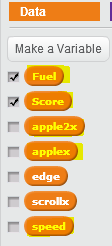 Data
Make a Variable
Fuel
Score
apple2x
applex
edge
scrollx
speed